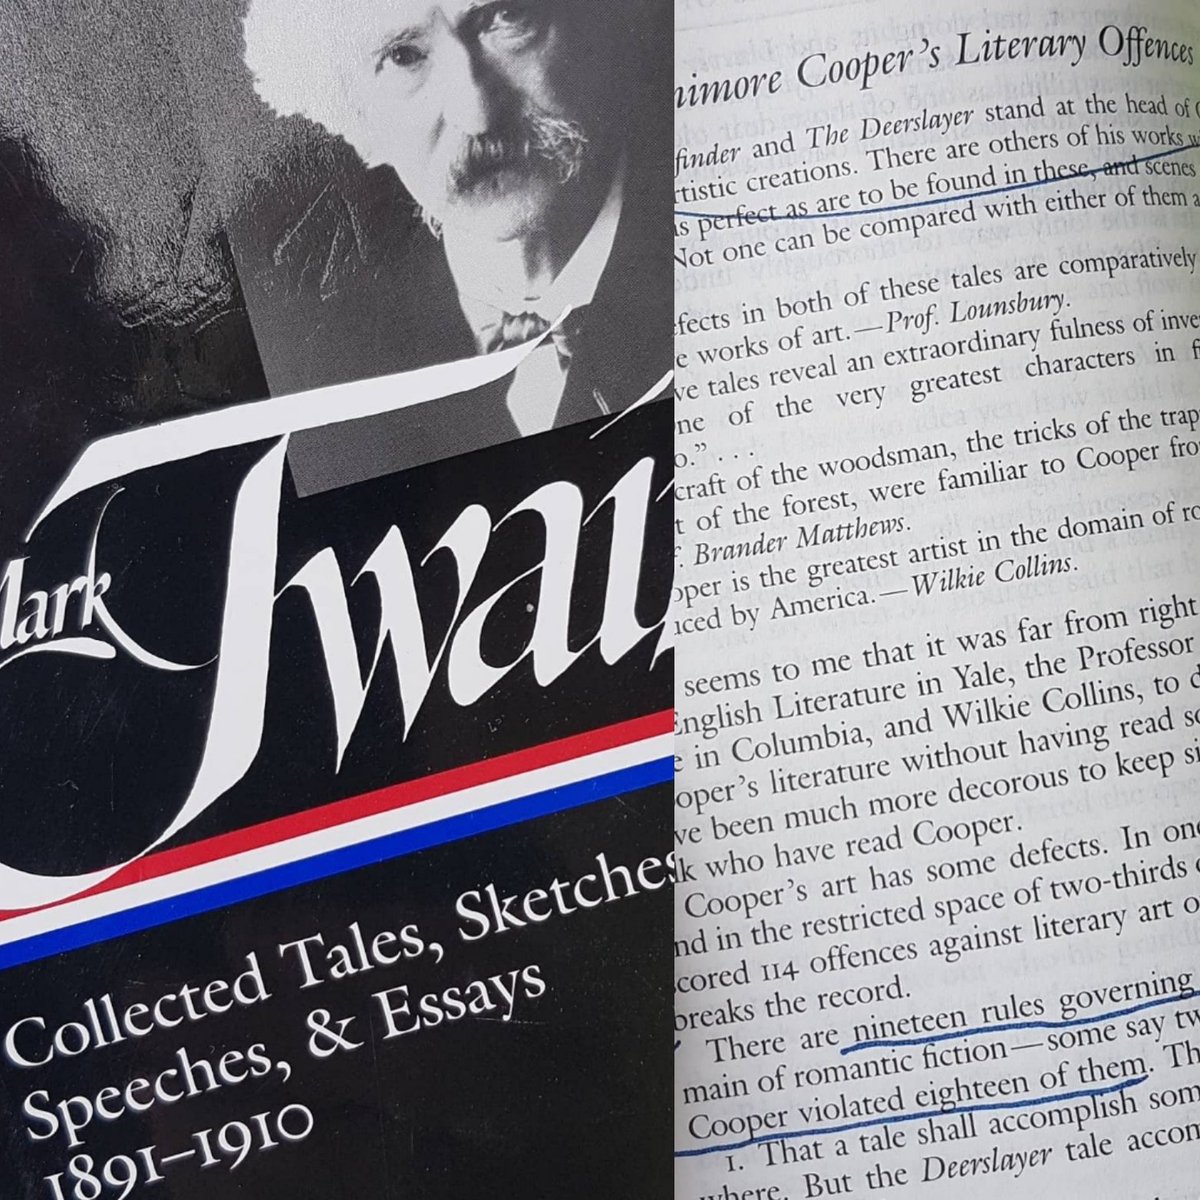 Mark
Twain
Collected Tales, Sketches
Speeches, & Essays
1891–1910
nimore Cooper's Literary Offences
finder and The Deerslayer stand at the head of
rtistic creations. There are others of his works
s perfect as are to be found in these, and scenes
Not one can be compared with either of them
fects in both of these tales are comparatively
e works of art.—Prof. Lounsbury.
ve tales reveal an extraordinary fulness of inve
ne of the very greatest characters in fi
o." . . .
craft of the woodsman, the tricks of the trap
t of the forest, were familiar to Cooper fro
f. Brander Matthews.
oper is the greatest artist in the domain of ro
uced by America.—Wilkie Collins.
seems to me that it was far from right
English Literature in Yale, the Professor
e in Columbia, and Wilkie Collins, to d
oper's literature without having read so
ve been much more decorous to keep si
k who have read Cooper.
Cooper's art has some defects. In one
nd in the restricted space of two-thirds
scored 114 offences against literary art o
breaks the record.
There are nineteen rules governing
main of romantic fiction—some say tw
Cooper violated eighteen of them. Th
1. That a tale shall accomplish som
where. But the Deerslayer tale accom